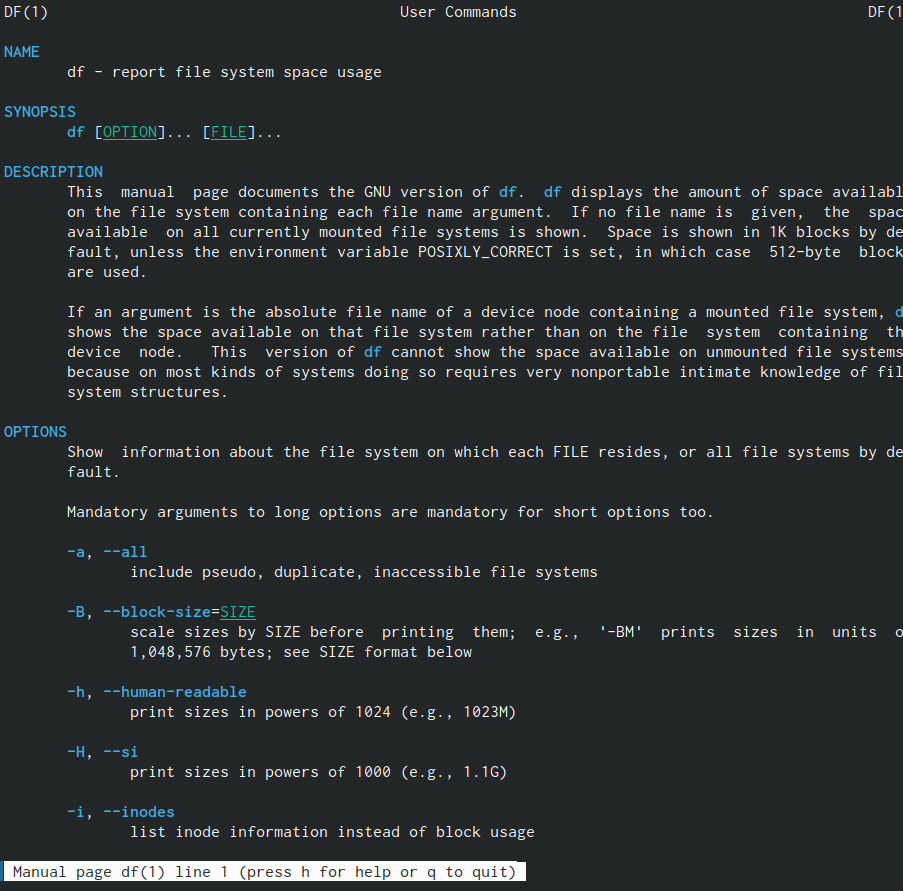 DF(1) User Commands DF(1
NAME
df - report file system space usage
SYNOPSIS
df [OPTION]... [FILE]...
DESCRIPTION
This manual page documents the GNU version of df. df displays the amount of space availabl
on the file system containing each file name argument. If no file name is given, the spac
available on all currently mounted file systems is shown. Space is shown in 1K blocks by de
fault, unless the environment variable POSIXLY_CORRECT is set, in which case 512-byte block
are used.
If an argument is the absolute file name of a device node containing a mounted file system, d
shows the space available on that file system rather than on the file system containing th
device node. This version of df cannot show the space available on unmounted file systems
because on most kinds of systems doing so requires very nonportable intimate knowledge of fil
system structures.
OPTIONS
Show information about the file system on which each FILE resides, or all file systems by de
fault.
Mandatory arguments to long options are mandatory for short options too.
-a, --all
include pseudo, duplicate, inaccessible file systems
-B, --block-size=SIZE
scale sizes by SIZE before printing them; e.g., '-BM' prints sizes in units o
1,048,576 bytes; see SIZE format below
-h, --human-readable
print sizes in powers of 1024 (e.g., 1023M)
-H, --si
print sizes in powers of 1000 (e.g., 1.1G)
-i, --inodes
list inode information instead of block usage
Manual page df(1) line 1 (press h for help or q to quit)